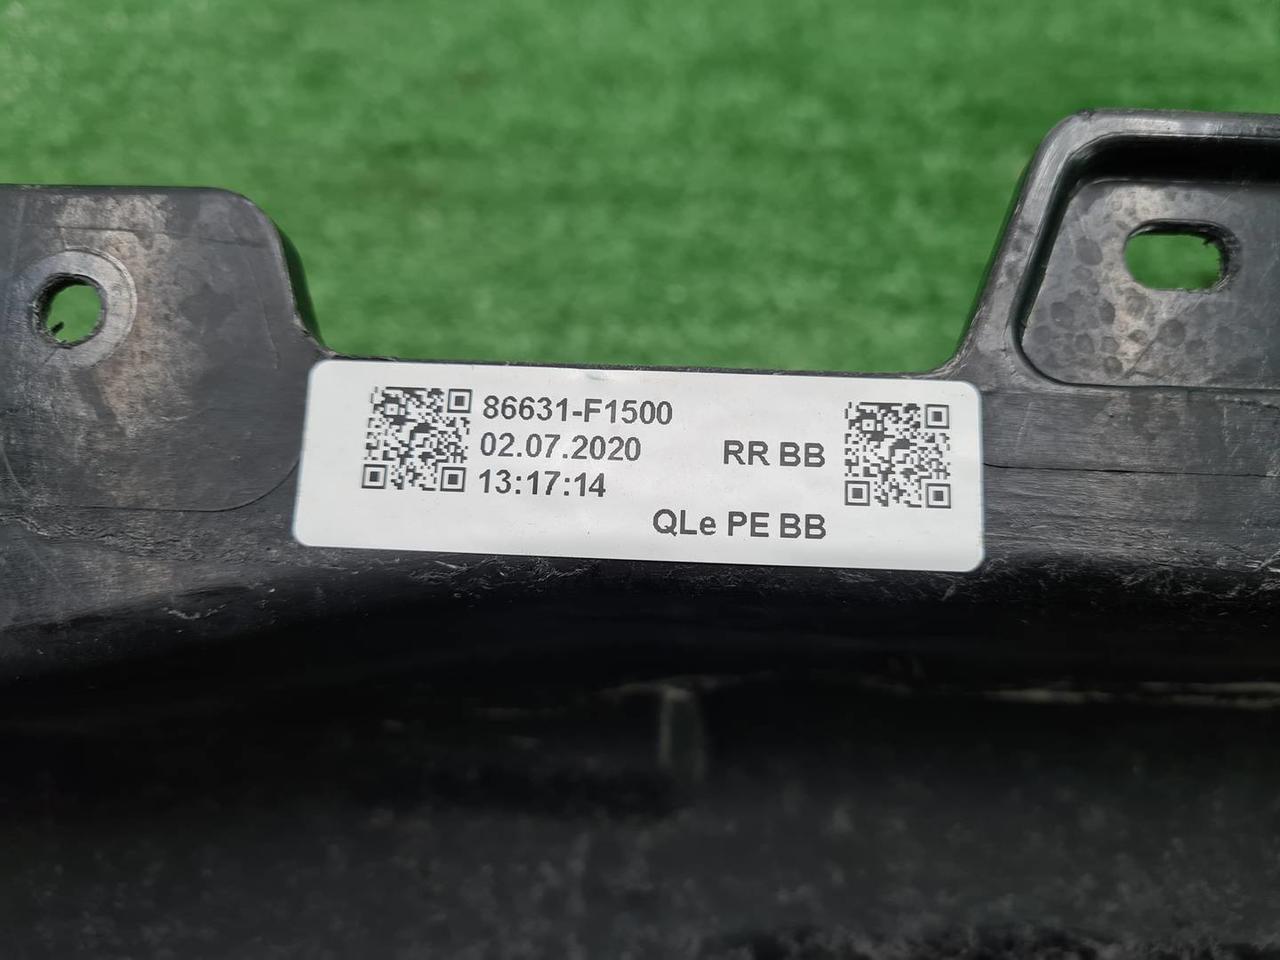 86631-F1500
02.07.2020
RR BB
13:17:14
QLe PE BB